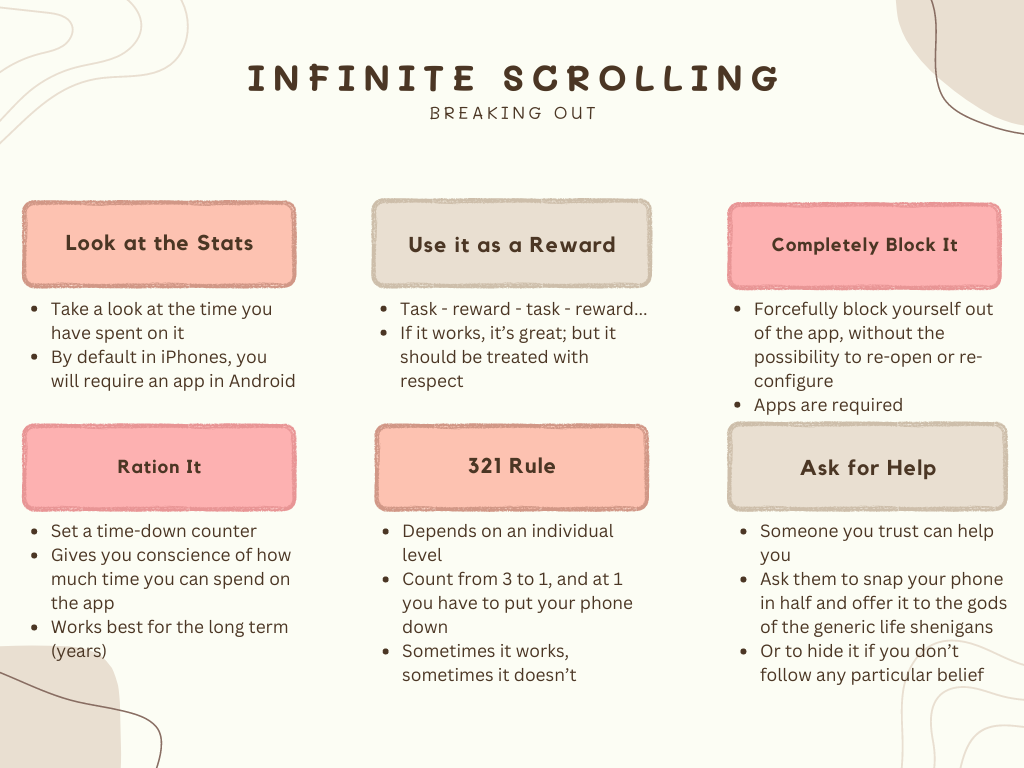 INFINITE SCROLLING
BREAKING OUT
Look at the Stats
• Take a look at the time you
have spent on it
• By default in iPhones, you
will require an app in Android
Use it as a Reward
• Task - reward - task - reward...
• If it works, it’s great; but it
should be treated with
respect
Completely Block It
• Forcefully block yourself out
of the app, without the
possibility to re-open or re-
configure
• Apps are required
Ration It
• Set a time-down counter
• Gives you conscience of how
much time you can spend on
the app
• Works best for the long term
(years)
321 Rule
• Depends on an individual
level
• Count from 3 to 1, and at 1
you have to put your phone
down
• Sometimes it works,
sometimes it doesn’t
Ask for Help
• Someone you trust can help
you
• Ask them to snap your phone
in half and offer it to the gods
of the generic life shenigans
• Or to hide it if you don’t
follow any particular belief